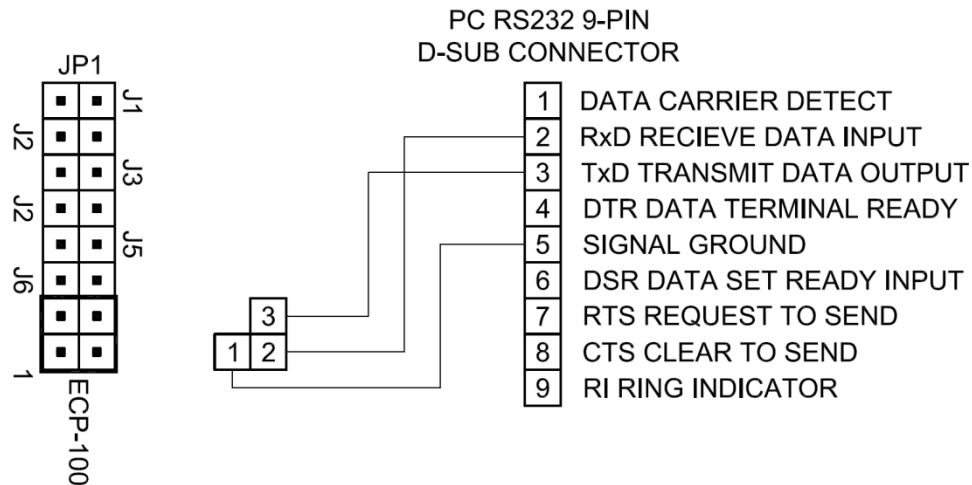 PC RS232 9-PIN
D-SUB CONNECTOR
JP1
J1
J2
J3
J2
J5
J6
1
ECP-100
3
1 2
1 DATA CARRIER DETECT
2 RxD RECIEVE DATA INPUT
3 TxD TRANSMIT DATA OUTPUT
4 DTR DATA TERMINAL READY
5 SIGNAL GROUND
6 DSR DATA SET READY INPUT
7 RTS REQUEST TO SEND
8 CTS CLEAR TO SEND
9 RI RING INDICATOR